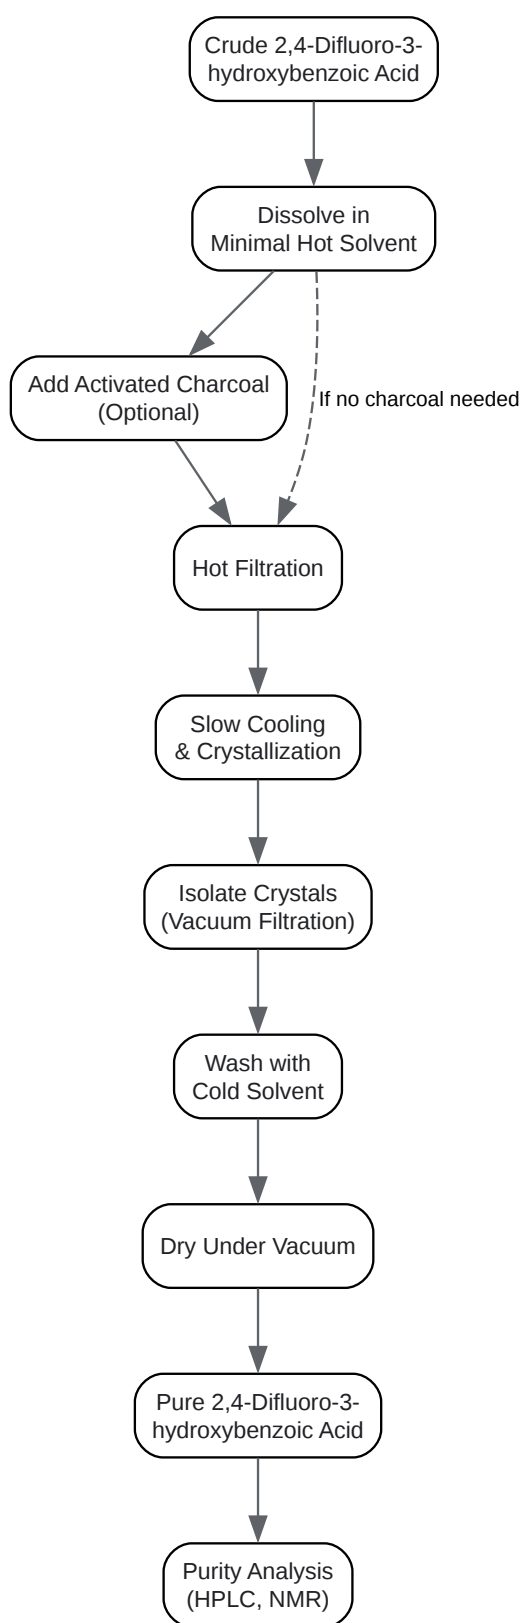 Crude 2,4-Difluoro-3-
hydroxybenzoic Acid
Dissolve in
Minimal Hot Solvent
Add Activated Charcoal
(Optional)
If no charcoal needed
Hot Filtration
Slow Cooling
& Crystallization
Isolate Crystals
(Vacuum Filtration)
Wash with
Cold Solvent
Dry Under Vacuum
Pure 2,4-Difluoro-3-
hydroxybenzoic Acid
Purity Analysis
(HPLC, NMR)